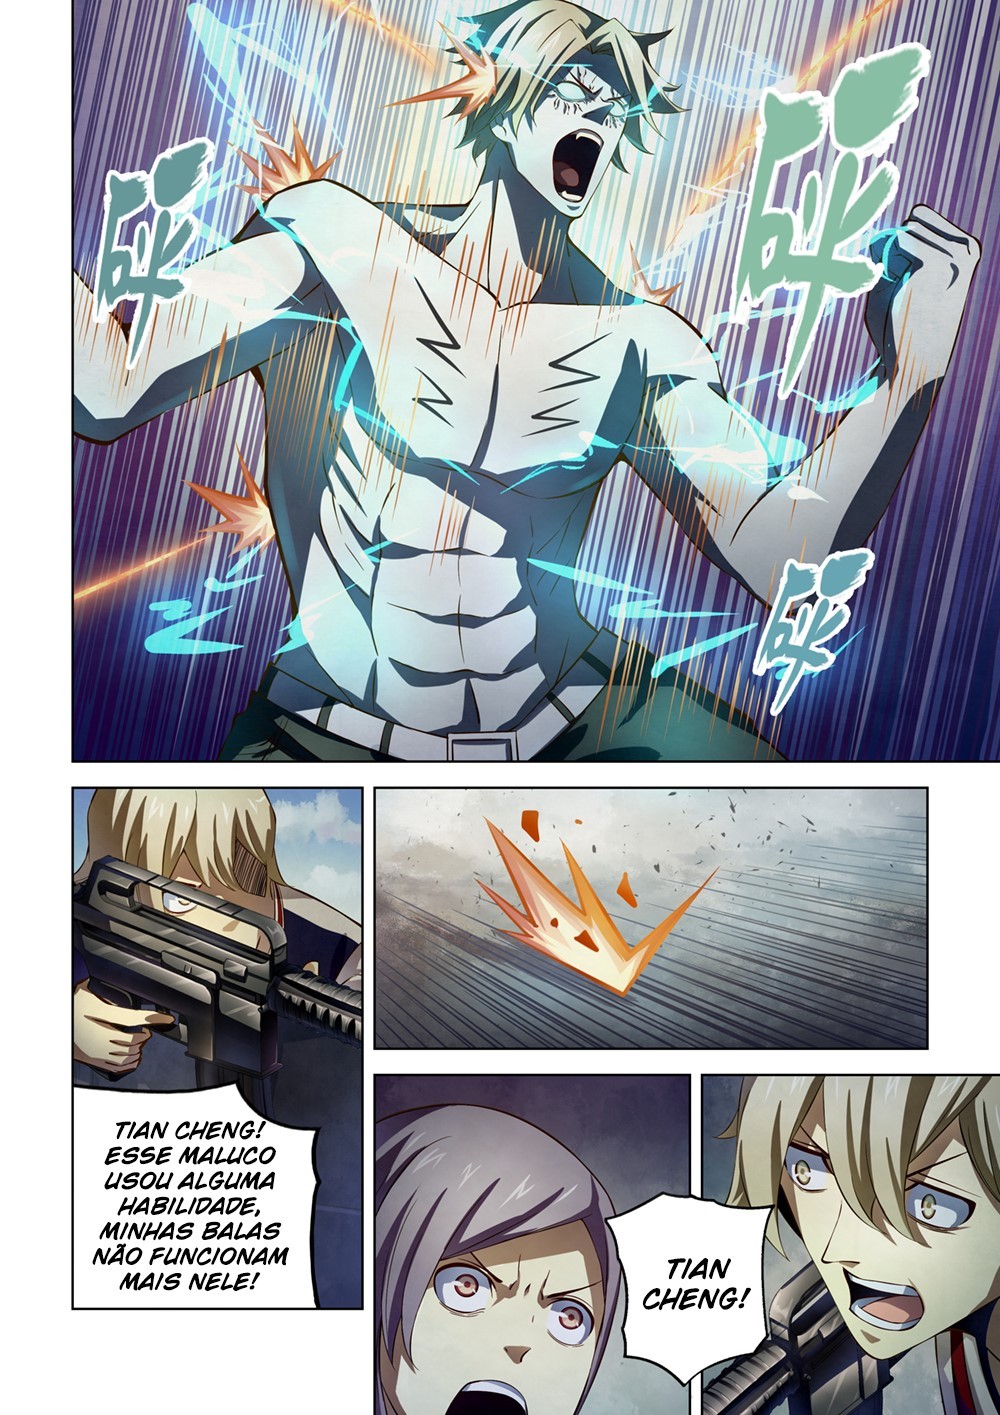 砰
砰
砰
TIAN CHENG!
ESSE MALUCO
USOU ALGUMA
HABILIDADE,
MINHAS BALAS
NÃO FUNCIONAM
MAIS NELE!
TIAN
CHENG!